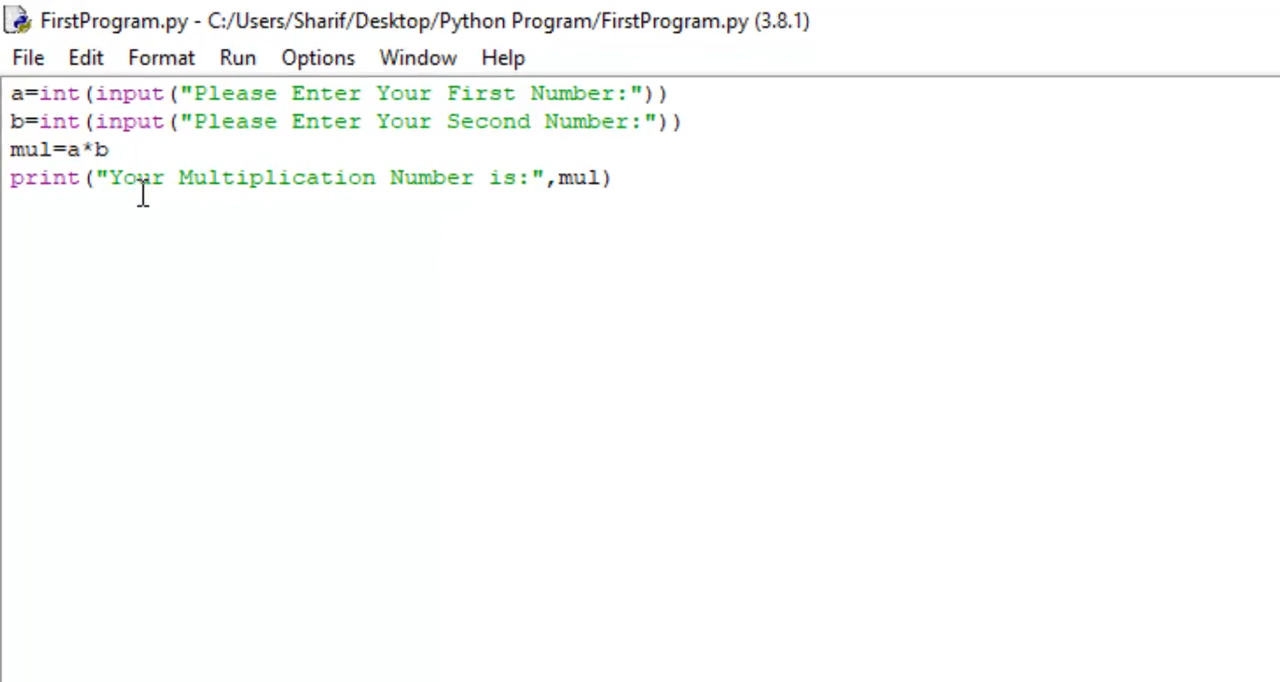 FirstProgram.py - C:/Users/Sharif/Desktop/Python Program/FirstProgram.py (3.8.1)
File Edit Format Run Options Window Help
a=int(input("Please Enter Your First Number:"))
b=int(input("Please Enter Your Second Number:"))
mul=a*b
print("Your Multiplication Number is:",mul)